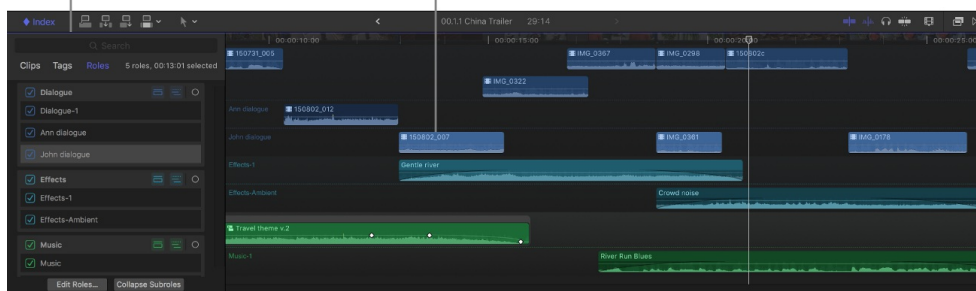 Index
00.1.1 China Trailer 29:14
Search
00:00:10:00 00:00:15:00 00:00:20:00 00:00:25:00
Clips Tags Roles 5 roles, 00:13:01 selected
150731_005 IMG_0367 IMG_0298 150802c
IMG_0322
Dialogue
Dialogue-1
Ann dialogue
John dialogue
Effects
Effects-1
Effects-Ambient
Music
Music
Edit Roles... Collapse Subroles
Ann dialogue 150802_012
John dialogue 150802_007 IMG_0361 IMG_0178
Effects-1 Gentle river
Effects-Ambient Crowd noise
Travel theme v.2
Music-1 River Run Blues